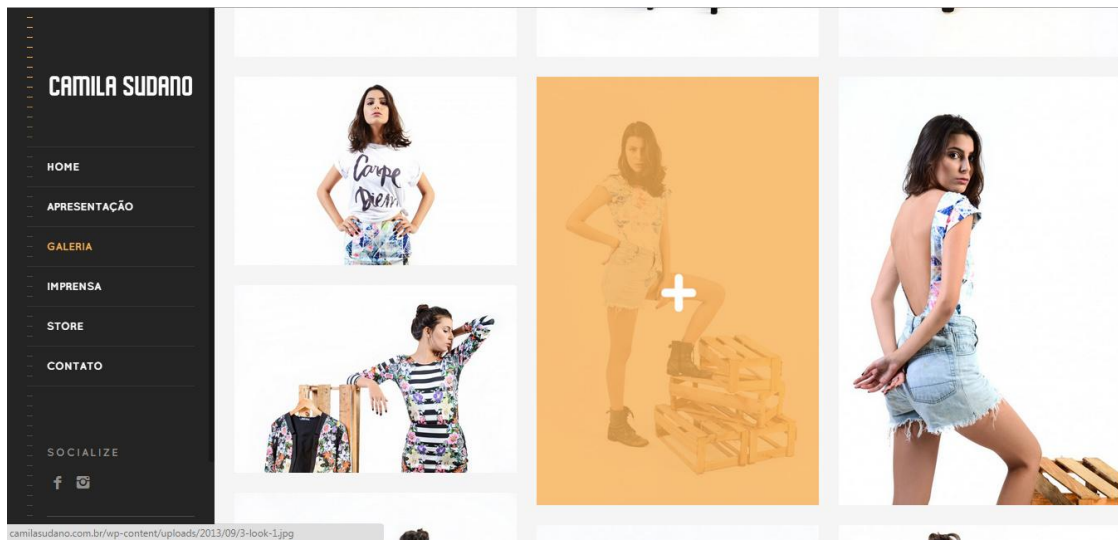 CAMILA SUDANO
HOME
APRESENTAÇÃO
GALERIA
IMPRENSA
STORE
CONTATO
SOCIALIZE
camilasudano.com.br/wp-content/uploads/2013/09/3-look-1.jpg
Carpe
Diem